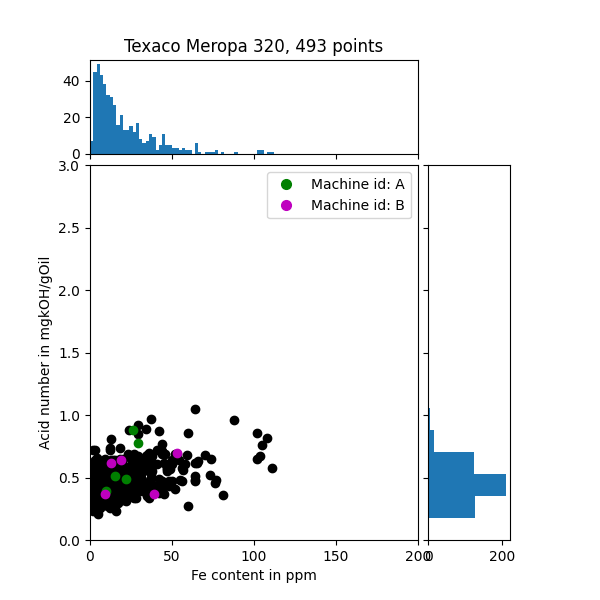 Texaco Meropa 320, 493 points
40
20
0
3.0
2.5
2.0
1.5
1.0
0.5
0.0
Acid number in mgkOH/gOil
Machine id: A
Machine id: B
0 50 100 150 200
0 200
Fe content in ppm